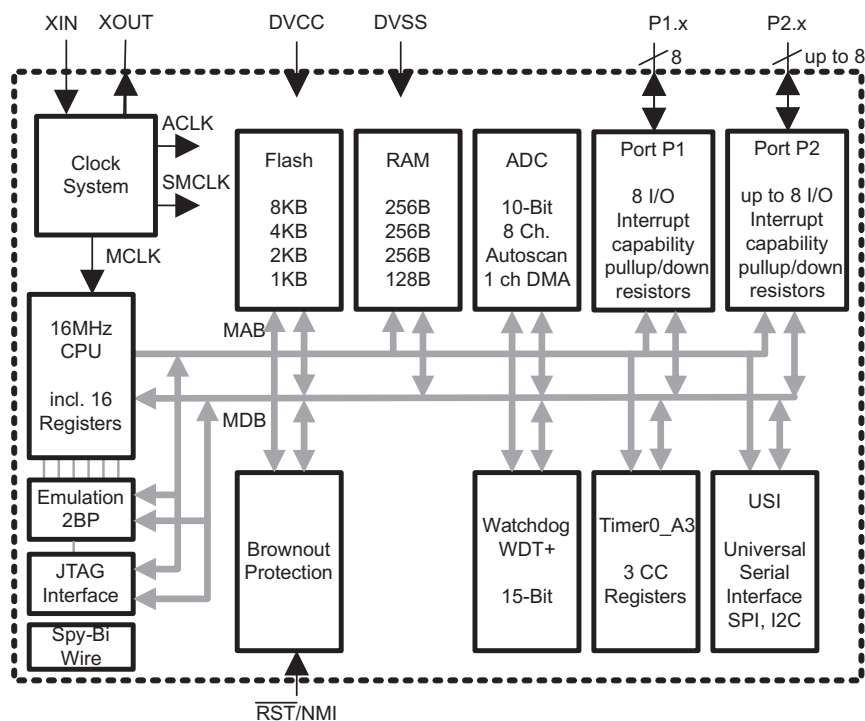 XIN
XOUT
DVCC
DVSS
P1.x
P2.x
8
up to 8
Clock
System
ACLK
SMCLK
MCLK
Flash
8KB
4KB
2KB
1KB
RAM
256B
256B
256B
128B
ADC
10-Bit
8 Ch.
Autoscan
1 ch DMA
Port P1
8 I/O
Interrupt
capability
pullup/down
resistors
Port P2
up to 8 I/O
Interrupt
capability
pullup/down
resistors
16MHz
CPU
incl. 16
Registers
MAB
MDB
Emulation
2BP
JTAG
Interface
Spy-Bi
Wire
Brownout
Protection
Watchdog
WDT+
15-Bit
Timer0_A3
3 CC
Registers
USI
Universal
Serial
Interface
SPI, I2C
RST/NMI